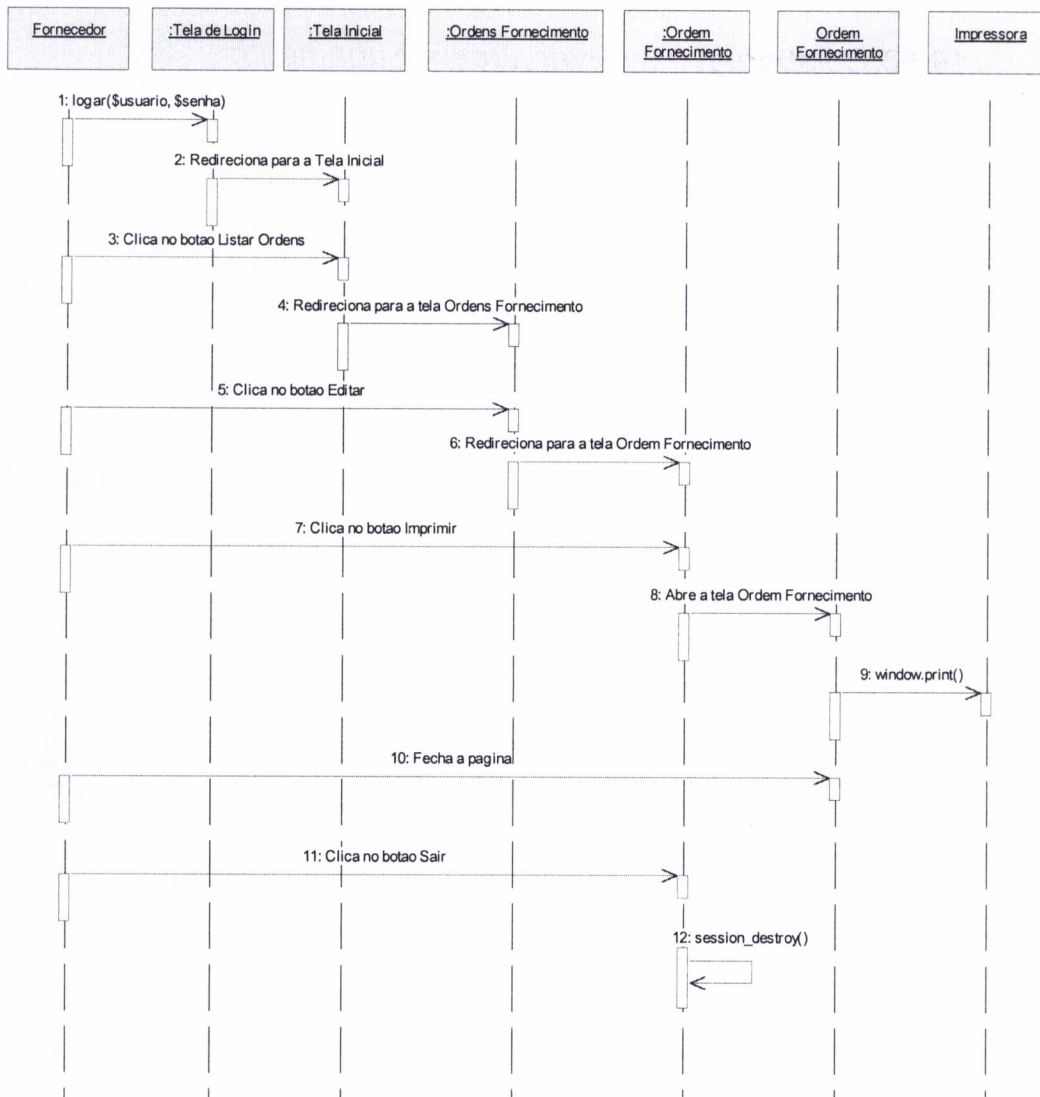 Fornecedor
:Tela de Login
:Tela Inicial
:Ordens Fornecimento
:Ordem
Fornecimento
Ordem
Fornecimento
Impressora
1: logar($usuario, $senha)
2: Redireciona para a Tela Inicial
3: Clica no botao Listar Ordens
4: Redireciona para a tela Ordens Fornecimento
5: Clica no botao Editar
6: Redireciona para a tela Ordem Fornecimento
7: Clica no botao Imprimir
8: Abre a tela Ordem Fornecimento
9: window.print()
10: Fecha a pagina
11: Clica no botao Sair
12: session_destroy()